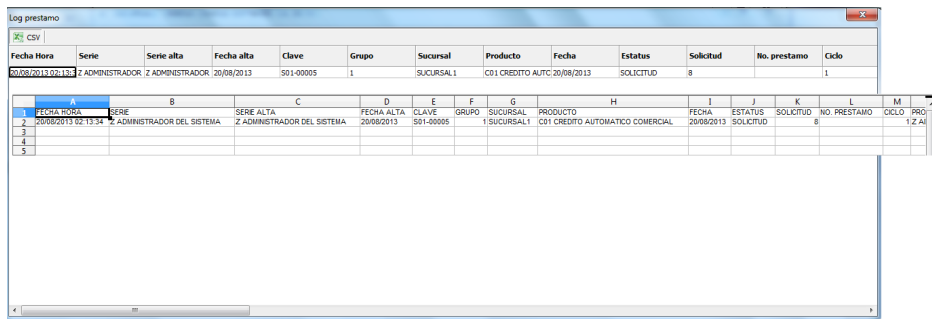 Log prestamo
CSV
Fecha Hora Serie Serie alta Fecha alta Clave Grupo Sucursal Producto Fecha Estatus Solicitud No. prestamo Ciclo
20/08/2013 02:13:3 Z ADMINISTRADOR Z ADMINISTRADOR 20/08/2013 S01-00005 1 SUCURSAL1 C01 CREDITO AUTC 20/08/2013 SOLICITUD 8 1
A B C D E F G H I J K L M
1 FECHA HORA SERIE SERIE ALTA FECHA ALTA CLAVE GRUPO SUCURSAL PRODUCTO FECHA ESTATUS SOLICITUD NO. PRESTAMO CICLO PRO
2 20/08/2013 02:13:34 Z ADMINISTRADOR DEL SISTEMA Z ADMINISTRADOR DEL SISTEMA 20/08/2013 S01-00005 1 SUCURSAL1 C01 CREDITO AUTOMATICO COMERCIAL 20/08/2013 SOLICITUD 8 1 Z AI
3
4
5